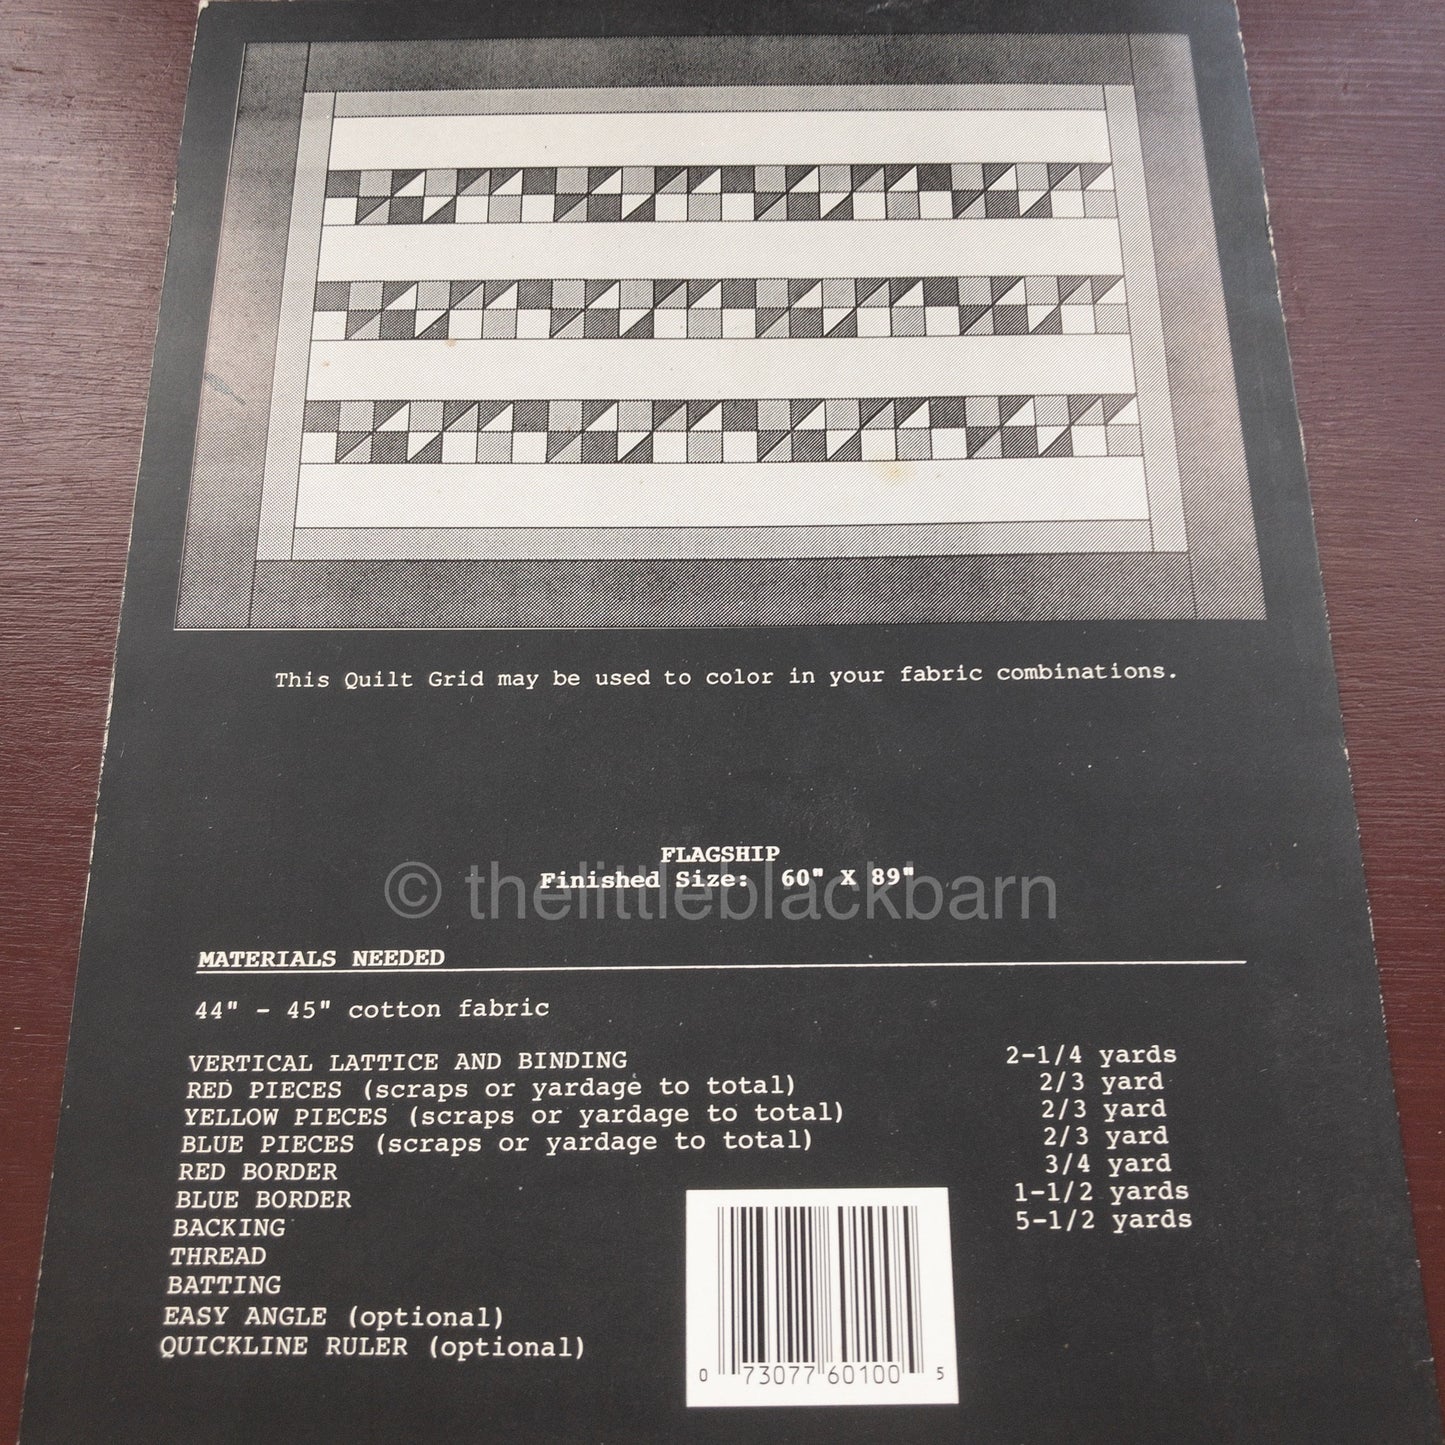 This Quilt Grid may be used to color in your fabric combinations.
FLAGSHIP
Finished Size: 60" X 89"
© thelittleblackbarn
MATERIALS NEEDED
44" - 45" cotton fabric
VERTICAL LATTICE AND BINDING 2-1/4 yards
RED PIECES (scraps or yardage to total) 2/3 yard
YELLOW PIECES (scraps or yardage to total) 2/3 yard
BLUE PIECES (scraps or yardage to total) 2/3 yard
RED BORDER 3/4 yard
BLUE BORDER 1-1/2 yards
BACKING 5-1/2 yards
THREAD
BATTING
EASY ANGLE (optional)
QUICKLINE RULER (optional)
0 73077 60100 5